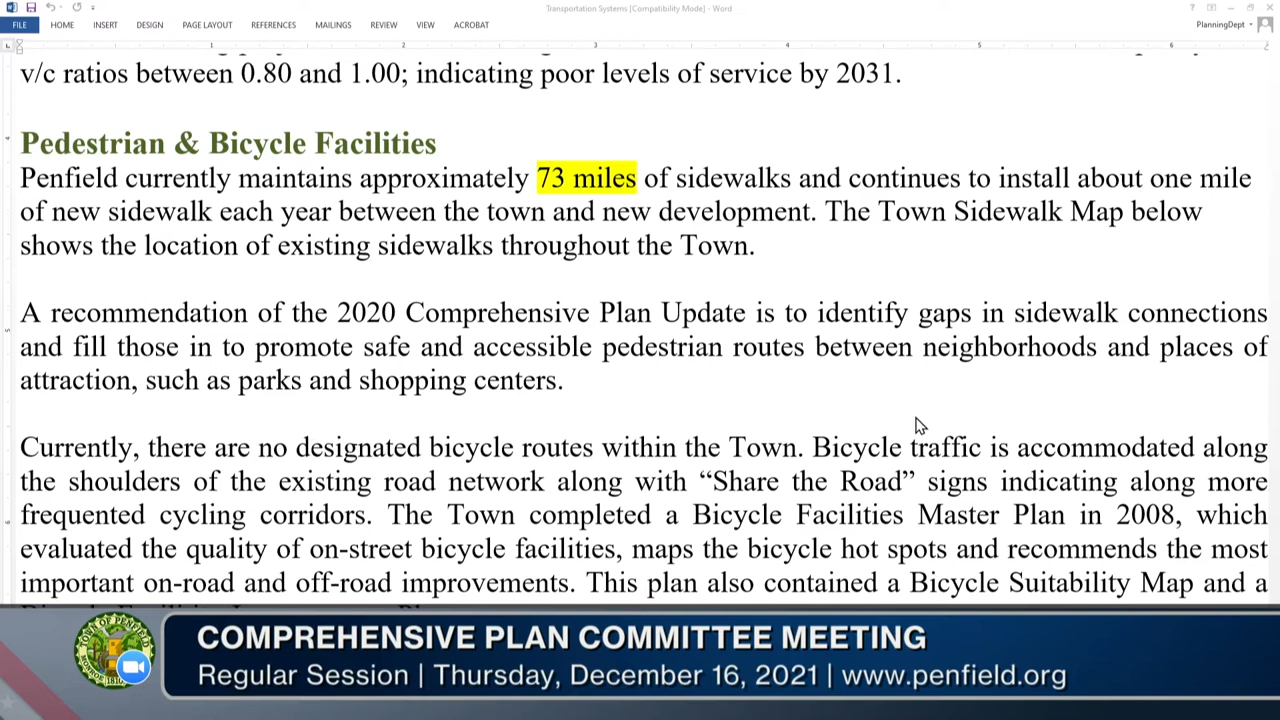 Transportation Systems [Compatibility Mode] - Word
FILE HOME INSERT DESIGN PAGE LAYOUT REFERENCES MAILINGS REVIEW VIEW ACROBAT PlanningDept
1 2 3 4 5 6
v/c ratios between 0.80 and 1.00; indicating poor levels of service by 2031.
Pedestrian & Bicycle Facilities
Penfield currently maintains approximately 73 miles of sidewalks and continues to install about one mile
of new sidewalk each year between the town and new development. The Town Sidewalk Map below
shows the location of existing sidewalks throughout the Town.
A recommendation of the 2020 Comprehensive Plan Update is to identify gaps in sidewalk connections
and fill those in to promote safe and accessible pedestrian routes between neighborhoods and places of
attraction, such as parks and shopping centers.
Currently, there are no designated bicycle routes within the Town. Bicycle traffic is accommodated along
the shoulders of the existing road network along with “Share the Road” signs indicating along more
frequented cycling corridors. The Town completed a Bicycle Facilities Master Plan in 2008, which
evaluated the quality of on-street bicycle facilities, maps the bicycle hot spots and recommends the most
important on-road and off-road improvements. This plan also contained a Bicycle Suitability Map and a
TOWN OF PENFIELD
COMPREHENSIVE PLAN COMMITTEE MEETING
Regular Session | Thursday, December 16, 2021 | www.penfield.org